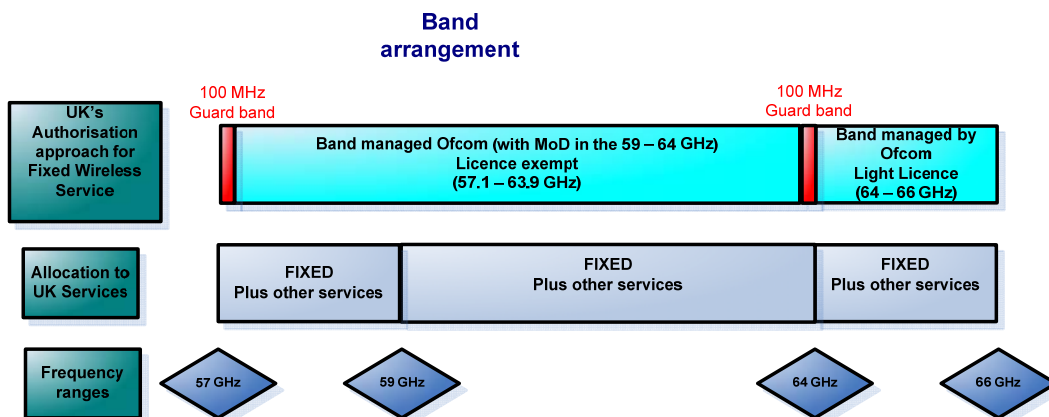 Band
arrangement
100 MHz
Guard band
100 MHz
Guard band
UK's
Authorisation
approach for
Fixed Wireless
Service
Band managed Ofcom (with MoD in the 59 – 64 GHz)
Licence exempt
(57.1 – 63.9 GHz)
Band managed by
Ofcom
Light Licence
(64 – 66 GHz)
Allocation to
UK Services
FIXED
Plus other services
FIXED
Plus other services
FIXED
Plus other services
Frequency
ranges
57 GHz
59 GHz
64 GHz
66 GHz